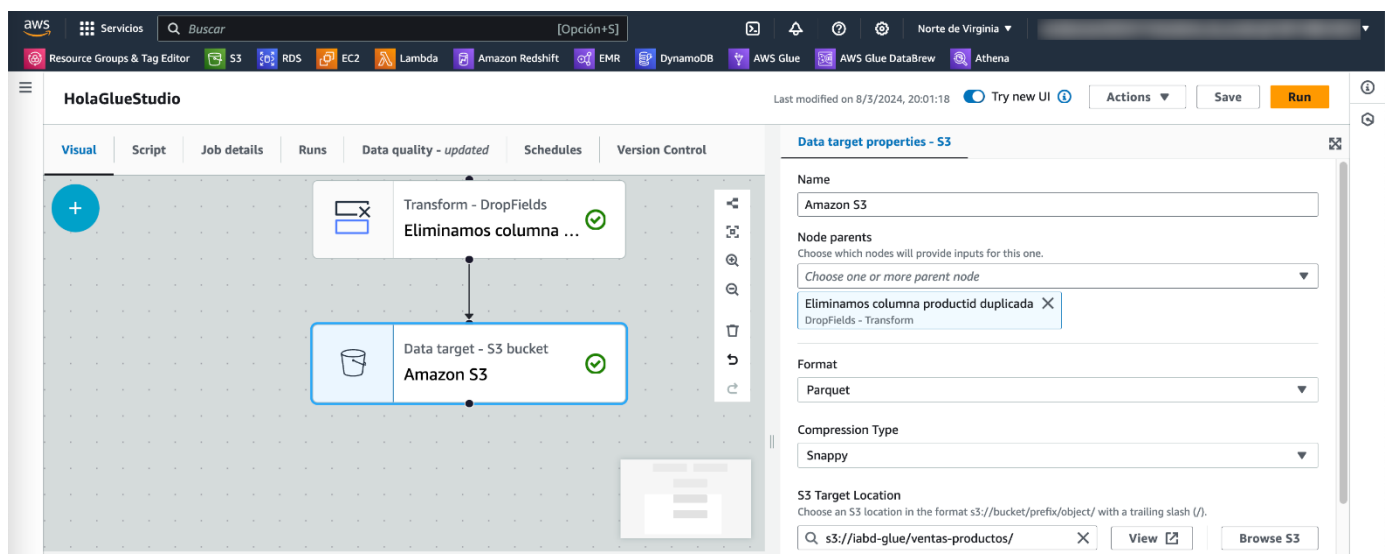 aws Servicios Buscar [Opción+S] Norte de Virginia
Resource Groups & Tag Editor S3 RDS EC2 Lambda Amazon Redshift EMR DynamoDB AWS Glue AWS Glue DataBrew Athena
HolaGlueStudio Last modified on 8/3/2024, 20:01:18 Try new UI Actions Save Run
Visual Script Job details Runs Data quality - updated Schedules Version Control
Data target properties - S3
Name
Amazon S3
Node parents
Choose which nodes will provide inputs for this one.
Choose one or more parent node
Eliminamos columna productid duplicada
DropFields - Transform
Format
Parquet
Compression Type
Snappy
S3 Target Location
Choose an S3 location in the format s3://bucket/prefix/object/ with a trailing slash (/).
s3://iabd-glue/ventas-productos/ View Browse S3
Transform - DropFields
Eliminamos columna ...
Data target - S3 bucket
Amazon S3